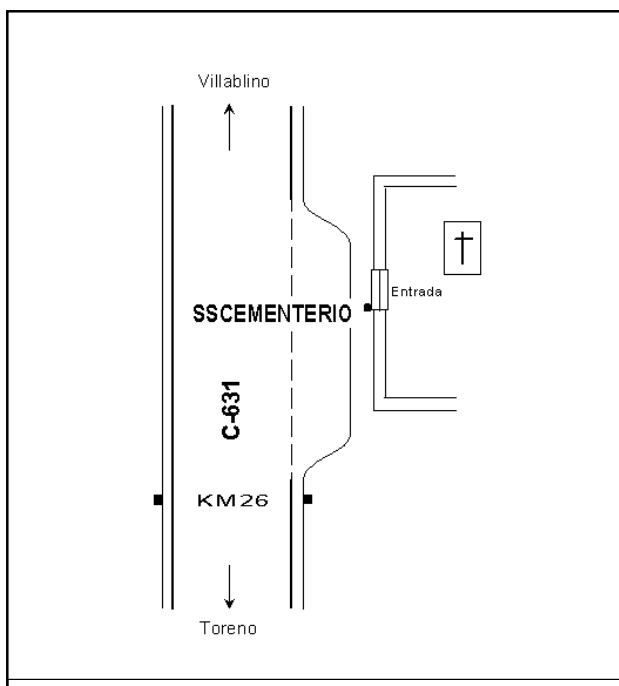 Villablino
Entrada
SSCEMENTERIO
C-631
KM26
Toreno